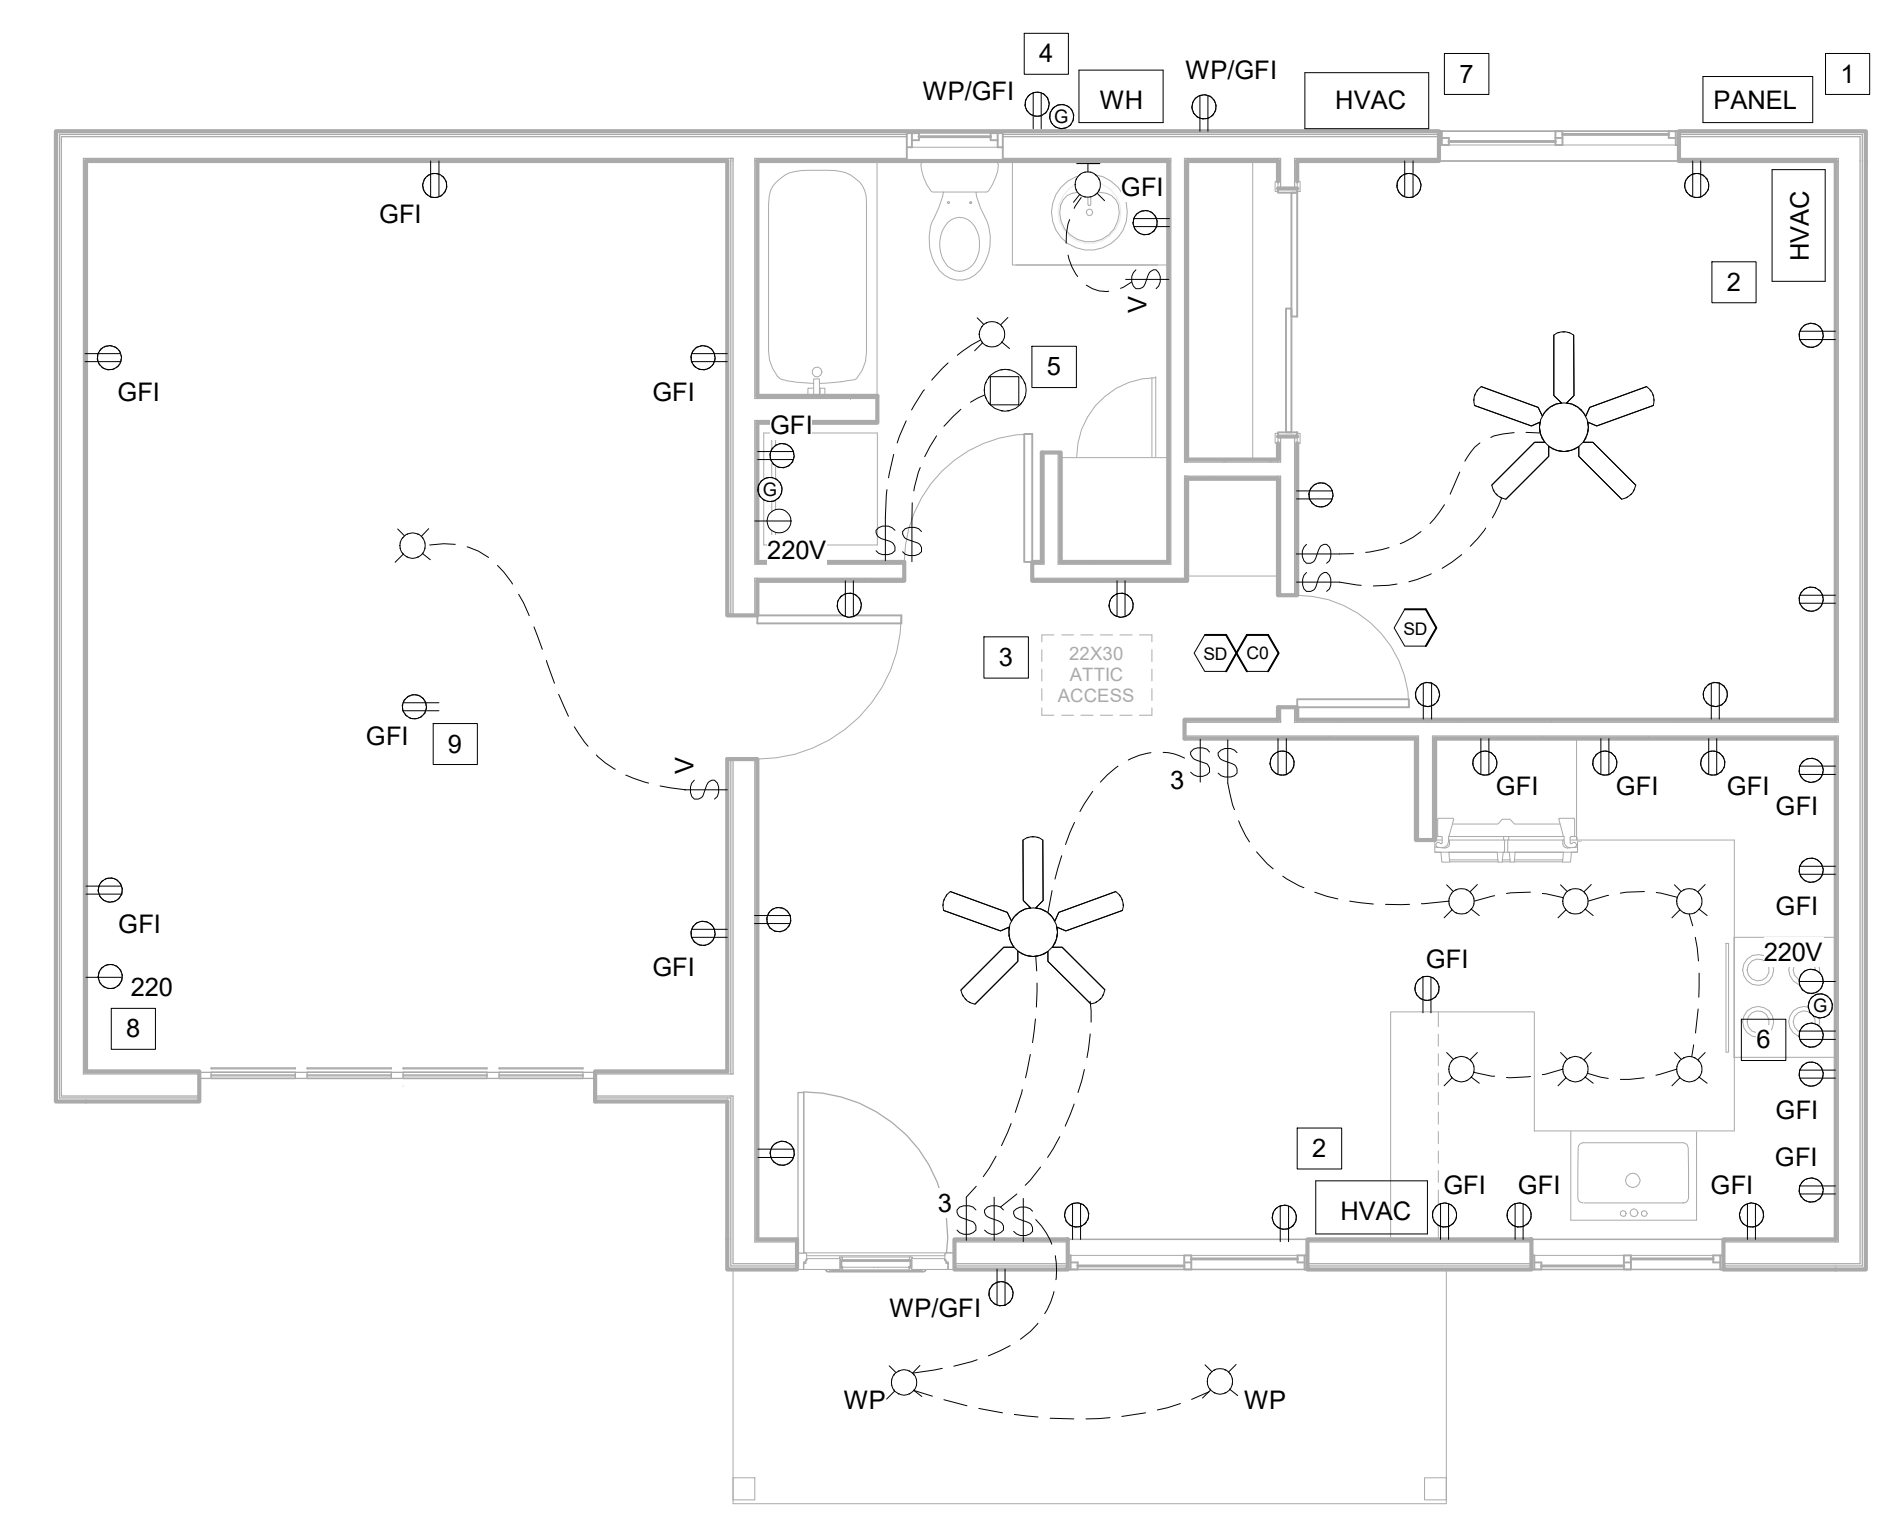 4
WP/GFI
G
WH
WP/GFI
HVAC
7
PANEL
1
GFI
GFI
HVAC
2
V
5
GFI
GFI
GFI
G
220V
$ $
$
$
$
SD
SD
C0
3
22X30
ATTIC
ACCESS
GFI
9
V
$
3
$ $
GFI
GFI
GFI
GFI
GFI
GFI
GFI
GFI
220V
G
220
8
6
GFI
2
GFI
3
$ $ $
HVAC
GFI
GFI
GFI
WP/GFI
WP
WP